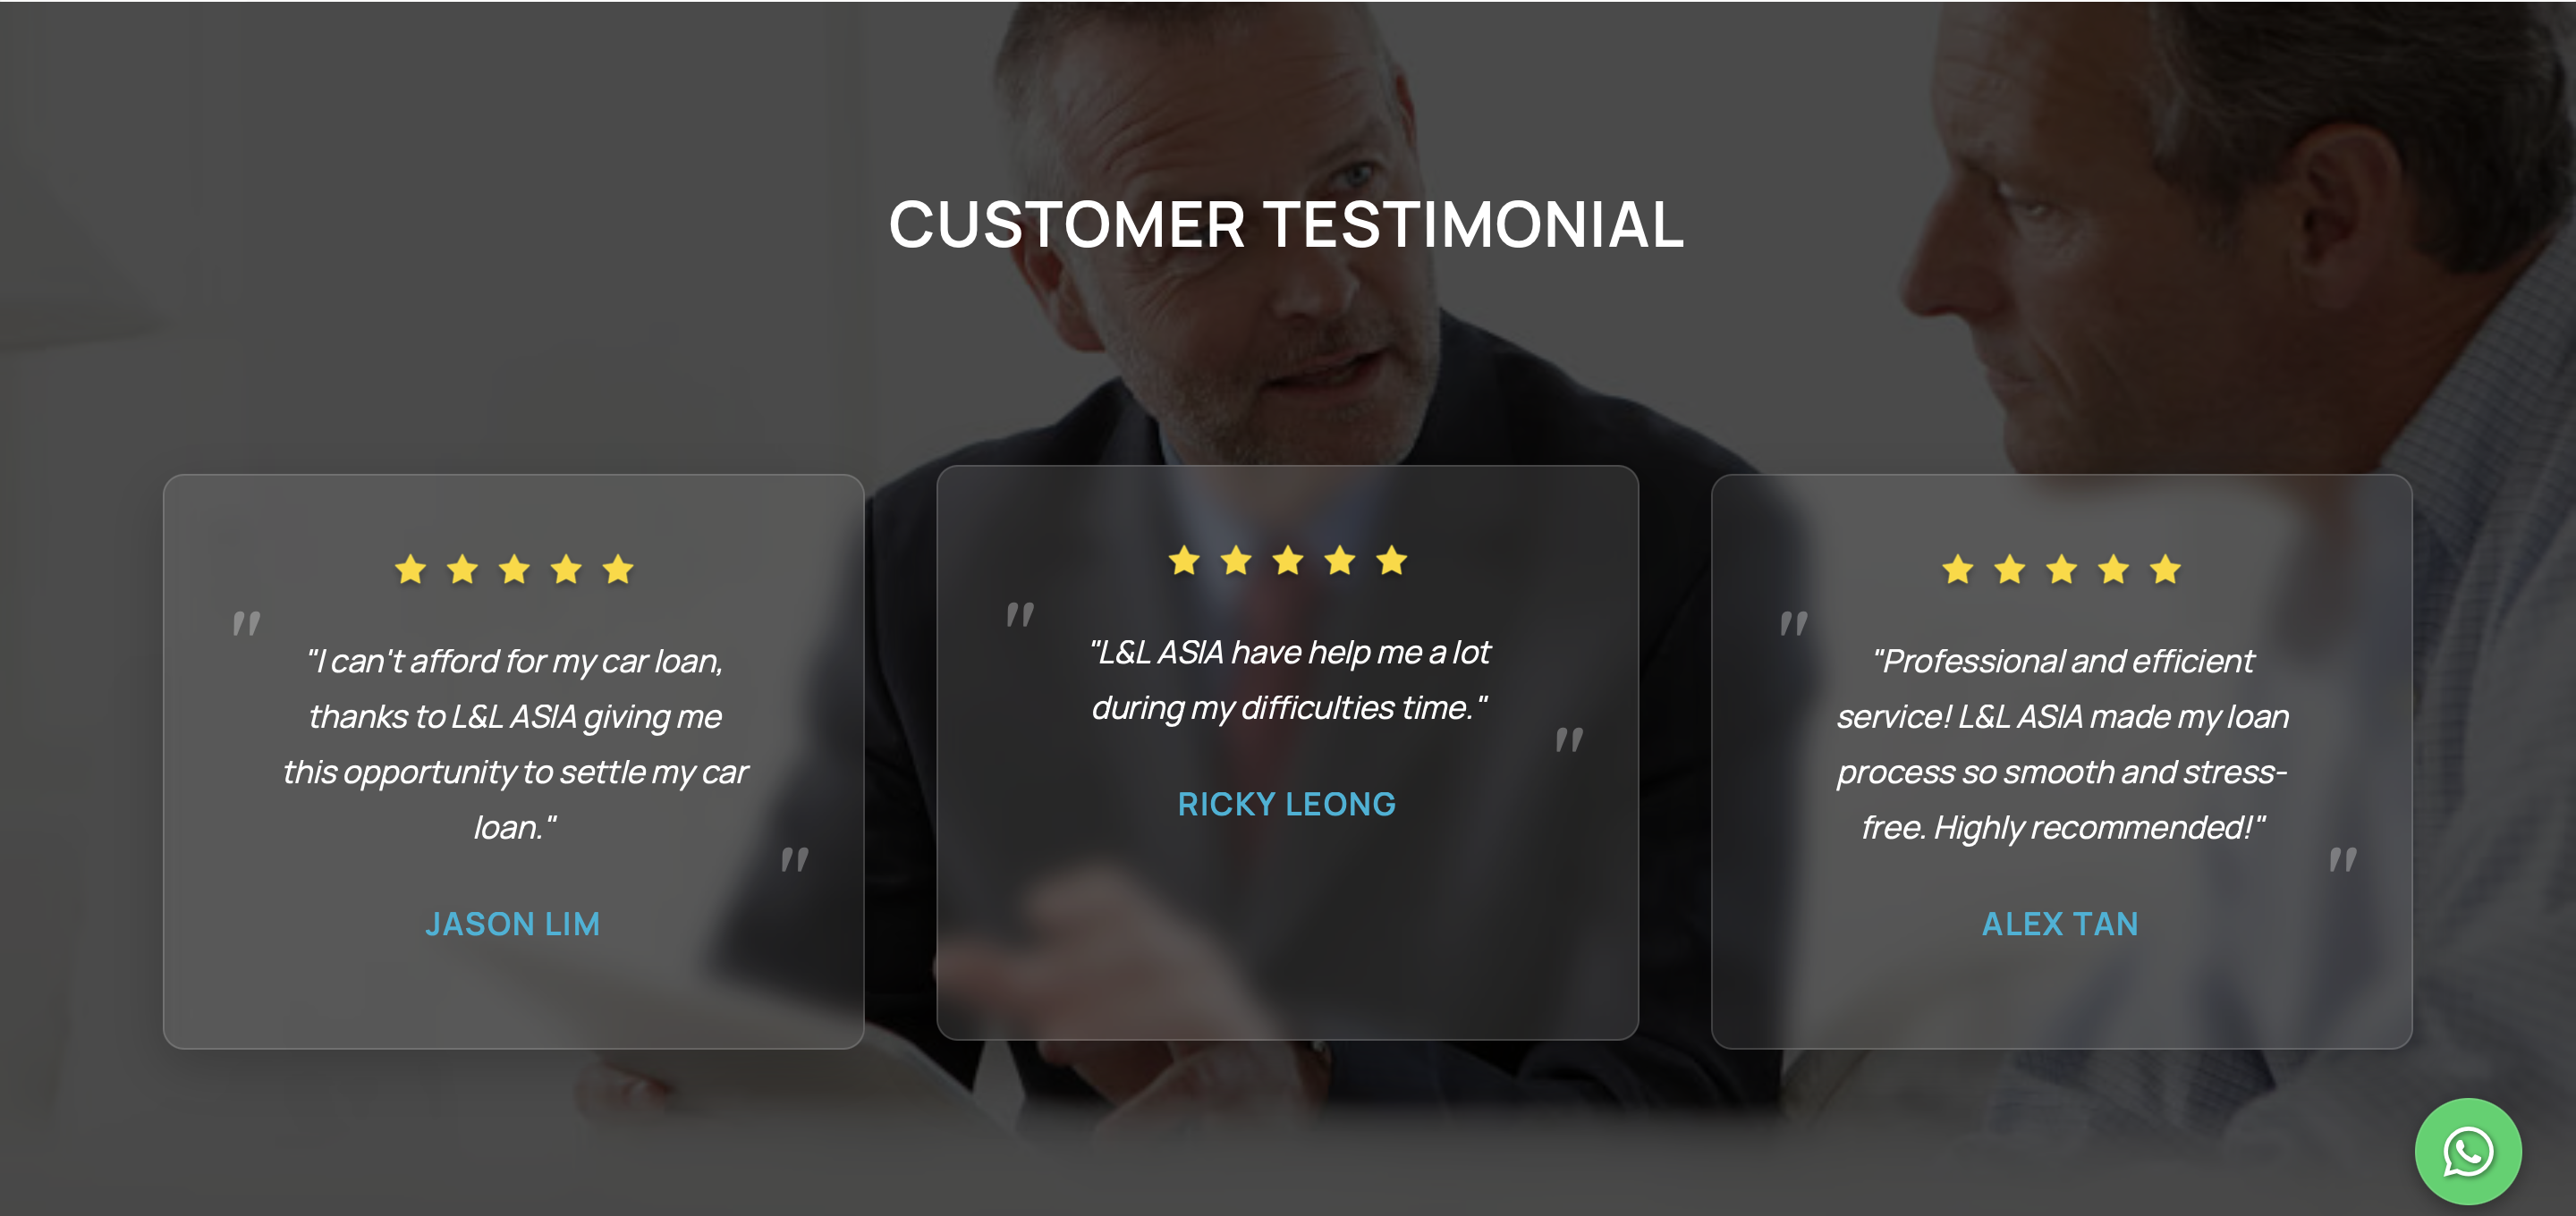 CUSTOMER TESTIMONIAL
"
"I can't afford for my car loan,
thanks to L&L ASIA giving me
this opportunity to settle my car
loan."
"
JASON LIM
"
"L&L ASIA have help me a lot
during my difficulties time."
"
RICKY LEONG
"
"Professional and efficient
service! L&L ASIA made my loan
process so smooth and stress-
free. Highly recommended!"
"
ALEX TAN